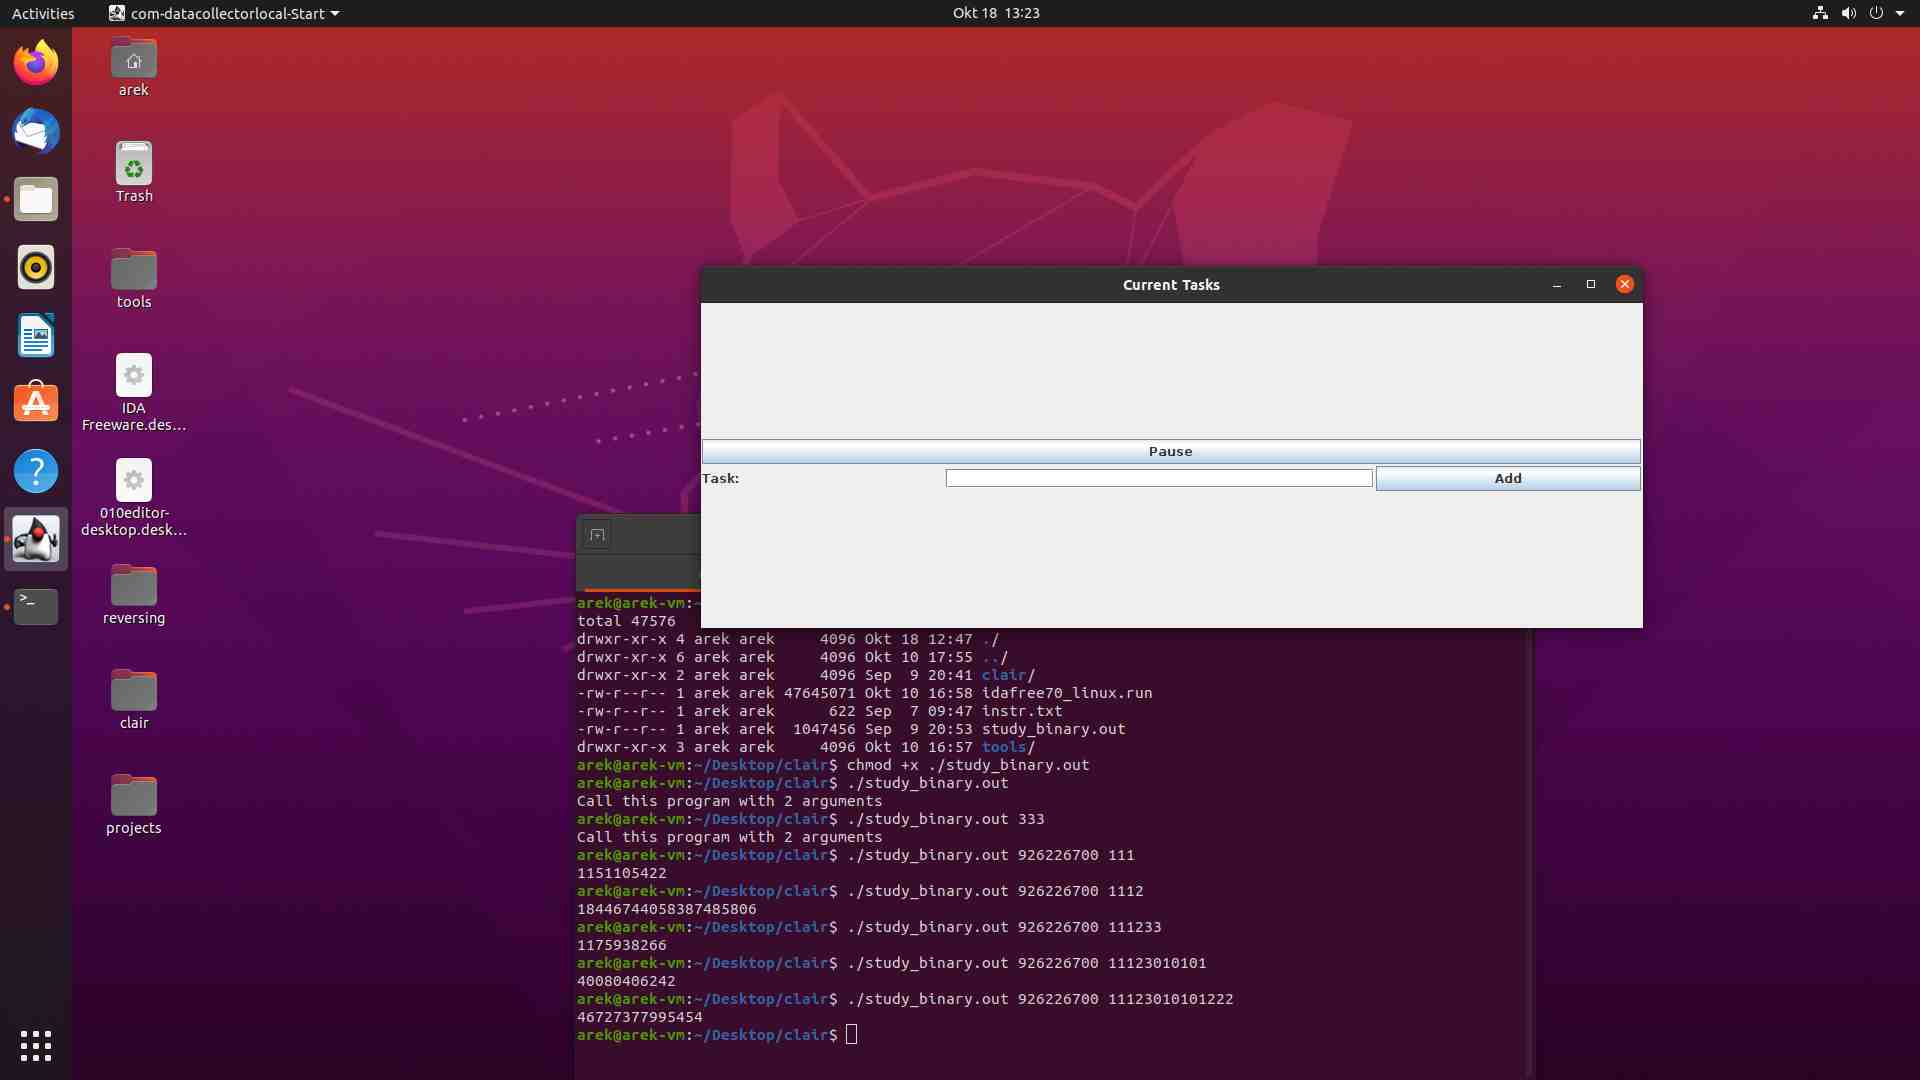 Activities
com-datacollectorlocal-Start
Okt 18 13:23
arek
Trash
tools
IDA
Freeware.des...
010editor-
desktop.desk...
reversing
clair
projects
Current Tasks
Pause
Task:
Add
arek@arek-vm:~
total 47576
drwxr-xr-x 4 arek arek     4096 Okt 18 12:47 ./
drwxr-xr-x 6 arek arek     4096 Okt 10 17:55 ../
drwxr-xr-x 2 arek arek     4096 Sep  9 20:41 clair/
-rw-r--r-- 1 arek arek 47645071 Okt 10 16:58 idafree70_linux.run
-rw-r--r-- 1 arek arek      622 Sep  7 09:47 instr.txt
-rw-r--r-- 1 arek arek  1047456 Sep  9 20:53 study_binary.out
drwxr-xr-x 3 arek arek     4096 Okt 10 16:57 tools/
arek@arek-vm:~/Desktop/clair$ chmod +x ./study_binary.out
arek@arek-vm:~/Desktop/clair$ ./study_binary.out
Call this program with 2 arguments
arek@arek-vm:~/Desktop/clair$ ./study_binary.out 333
Call this program with 2 arguments
arek@arek-vm:~/Desktop/clair$ ./study_binary.out 926226700 111
1151105422
arek@arek-vm:~/Desktop/clair$ ./study_binary.out 926226700 1112
18446744058387485806
arek@arek-vm:~/Desktop/clair$ ./study_binary.out 926226700 111233
1175938266
arek@arek-vm:~/Desktop/clair$ ./study_binary.out 926226700 11123010101
40080406242
arek@arek-vm:~/Desktop/clair$ ./study_binary.out 926226700 11123010101222
46727377995454
arek@arek-vm:~/Desktop/clair$